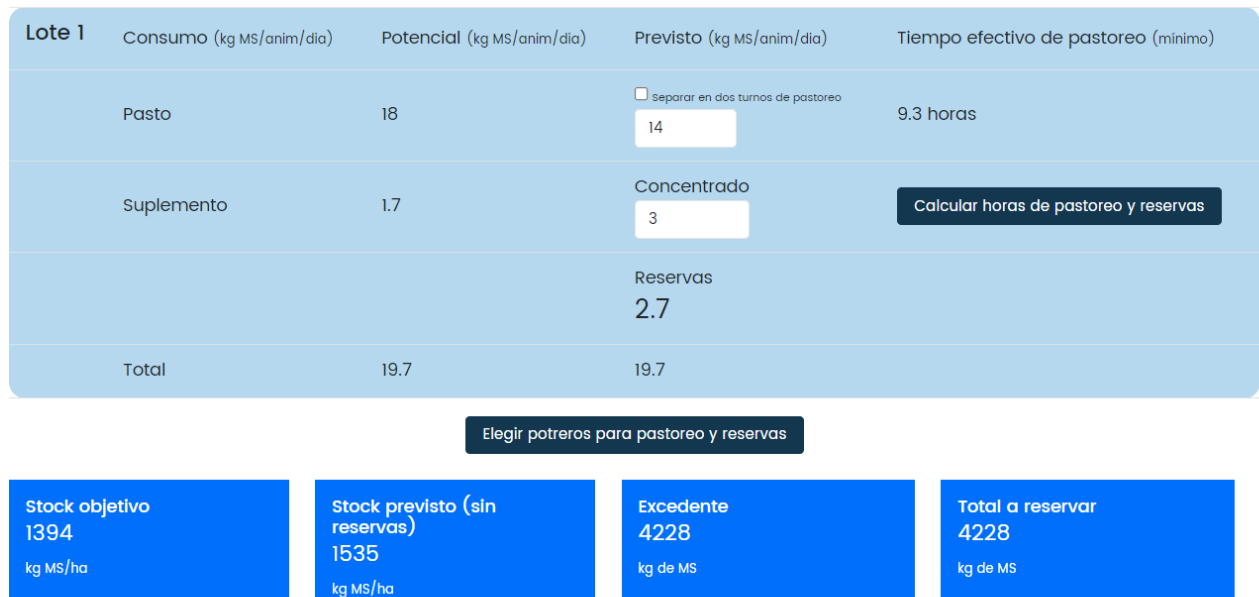 Lote 1 Consumo (kg MS/anim/dia) Potencial (kg MS/anim/dia) Previsto (kg MS/anim/dia) Tiempo efectivo de pastoreo (minimo)
Separar en dos turnos de pastoreo
Pasto 18 14 9.3 horas
Concentrado
Suplemento 1.7 3 Calcular horas de pastoreo y reservas
Reservas
2.7
Total 19.7 19.7
Elegir potreros para pastoreo y reservas
Stock objetivo
1394
kg MS/ha
Stock previsto (sin
reservas)
1535
kg MS/ha
Excedente
4228
kg de MS
Total a reservar
4228
kg de MS